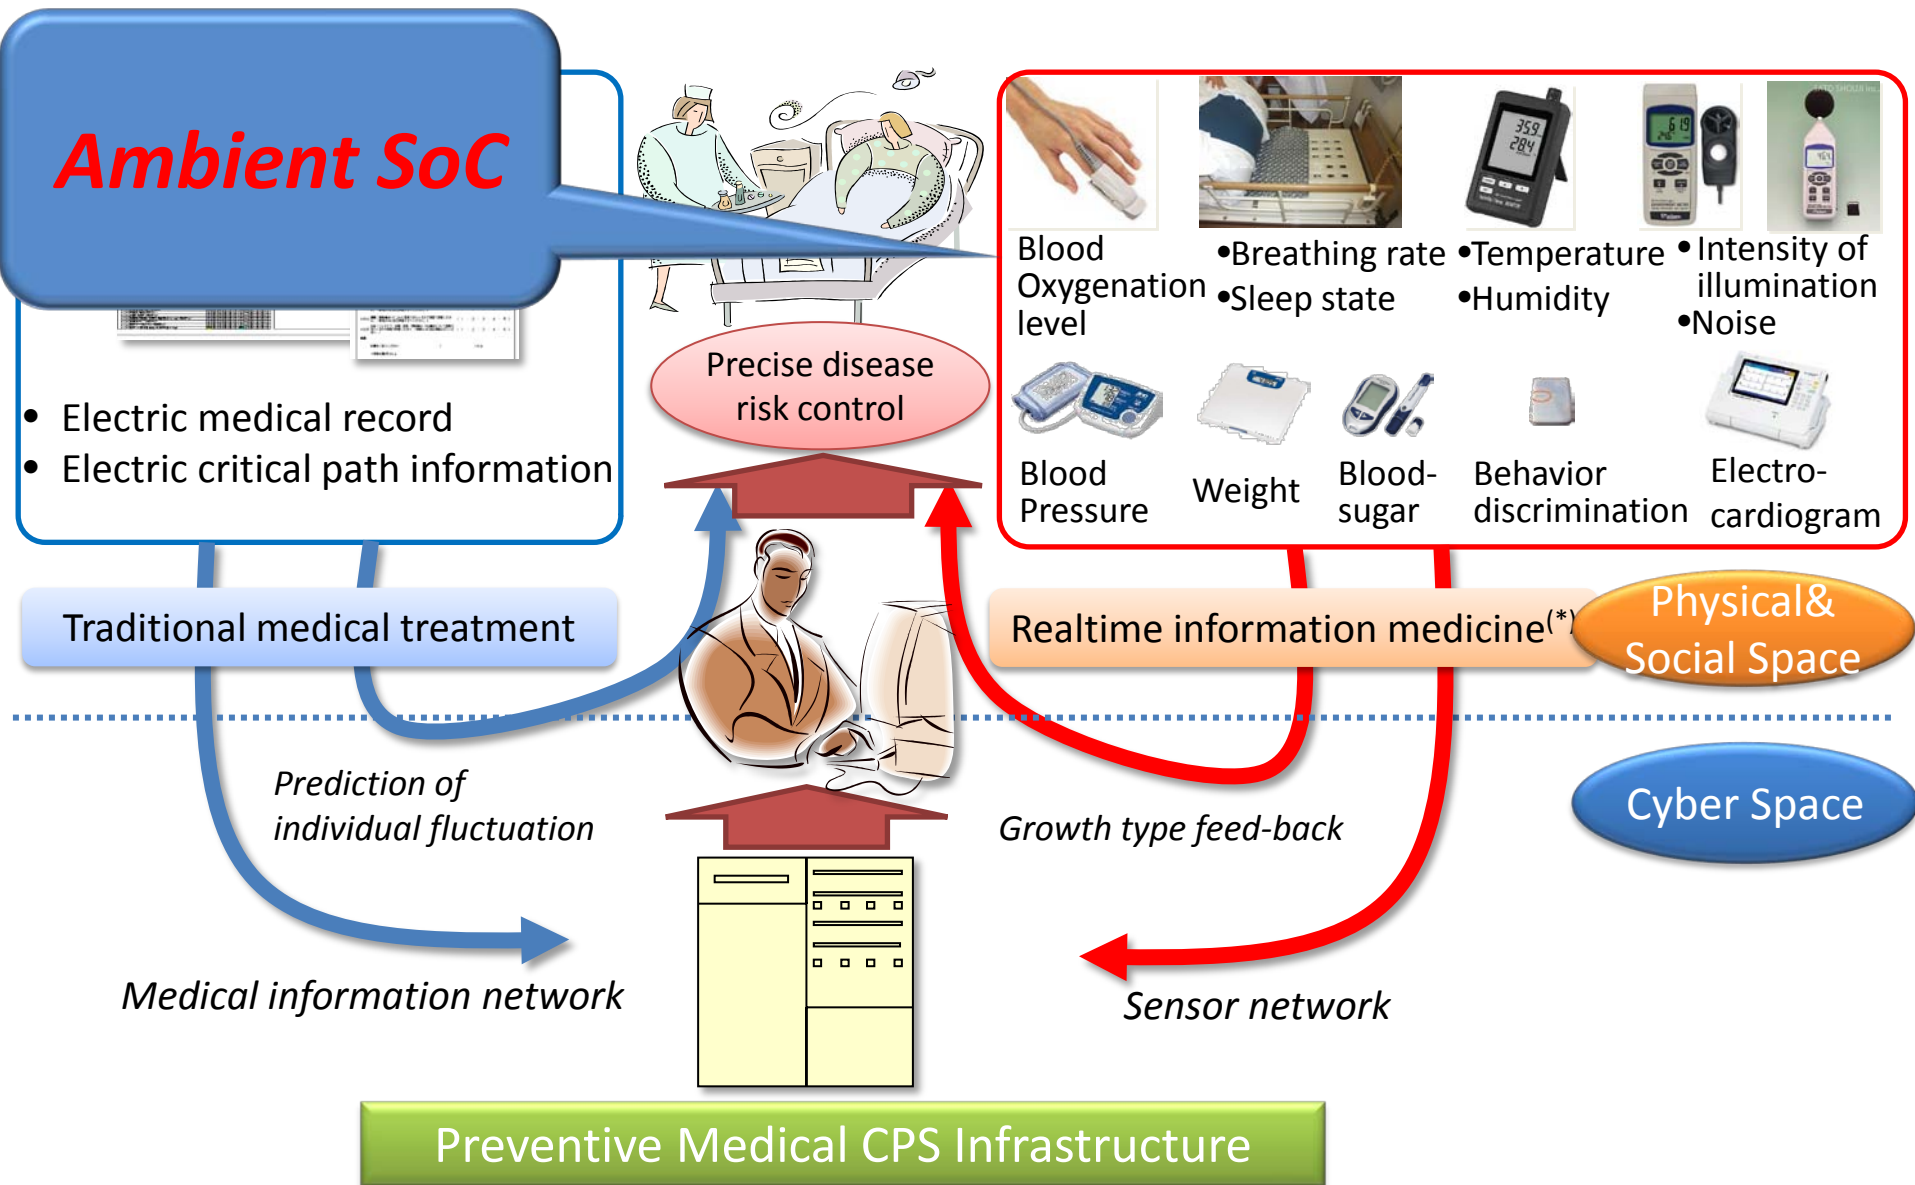 Ambient SoC
• Electric medical record
• Electric critical path information
Precise disease
risk control
Blood
Oxygenation
level
•Breathing rate
•Sleep state
•Temperature
•Humidity
• Intensity of
illumination
•Noise
Blood
Pressure
Weight
Blood-
sugar
Behavior
discrimination
Electro-
cardiogram
Traditional medical treatment
Realtime information medicine(*)
Physical&
Social Space
Prediction of
individual fluctuation
Growth type feed-back
Cyber Space
Medical information network
Sensor network
Preventive Medical CPS Infrastructure